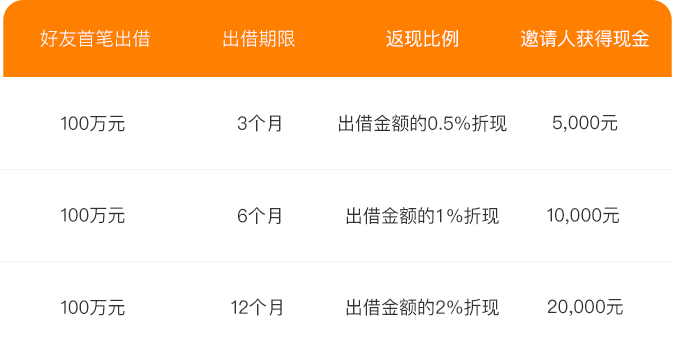 好友首笔出借 出借期限 返现比例 邀请人获得现金
100万元 3个月 出借金额的0.5%折现 5,000元
100万元 6个月 出借金额的1%折现 10,000元
100万元 12个月 出借金额的2%折现 20,000元